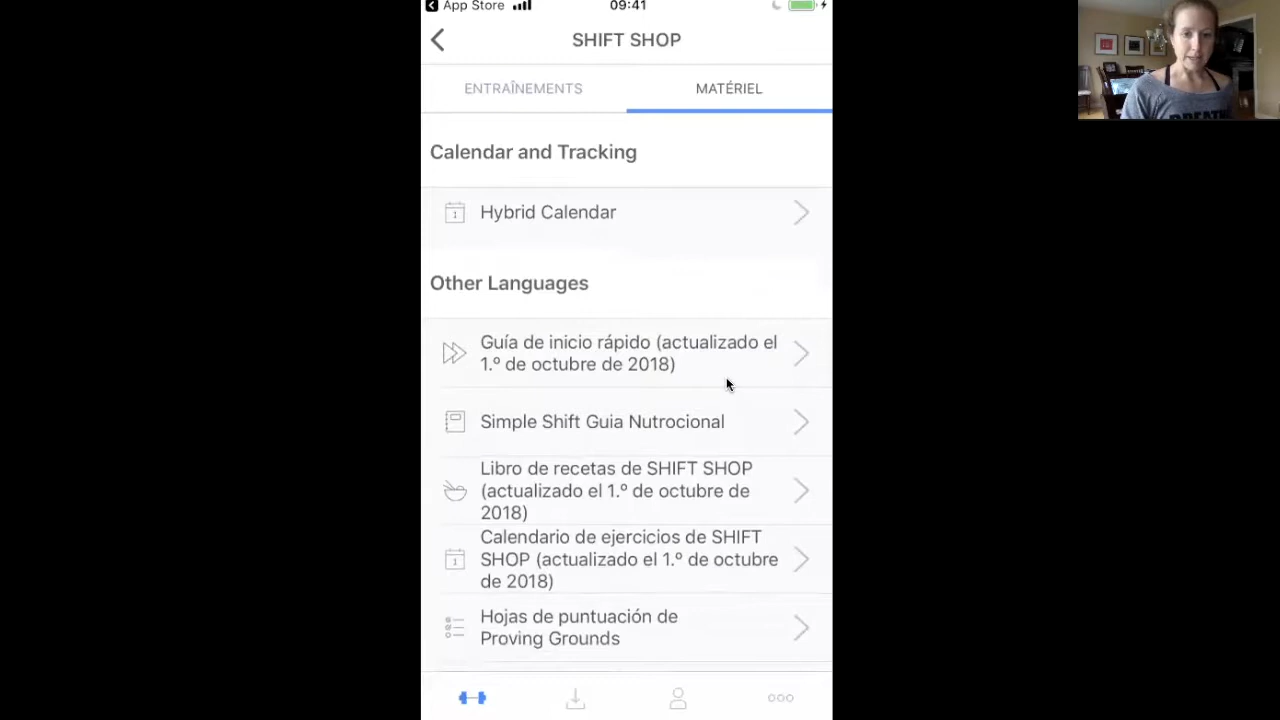 App Store
09:41
SHIFT SHOP
ENTRAÎNEMENTS
MATÉRIEL
Calendar and Tracking
1
Hybrid Calendar
Other Languages
Guía de inicio rápido (actualizado el
1.º de octubre de 2018)
Simple Shift Guia Nutrocional
Libro de recetas de SHIFT SHOP
(actualizado el 1.º de octubre de
2018)
1
Calendario de ejercicios de SHIFT
SHOP (actualizado el 1.º de octubre
de 2018)
Hojas de puntuación de
Proving Grounds